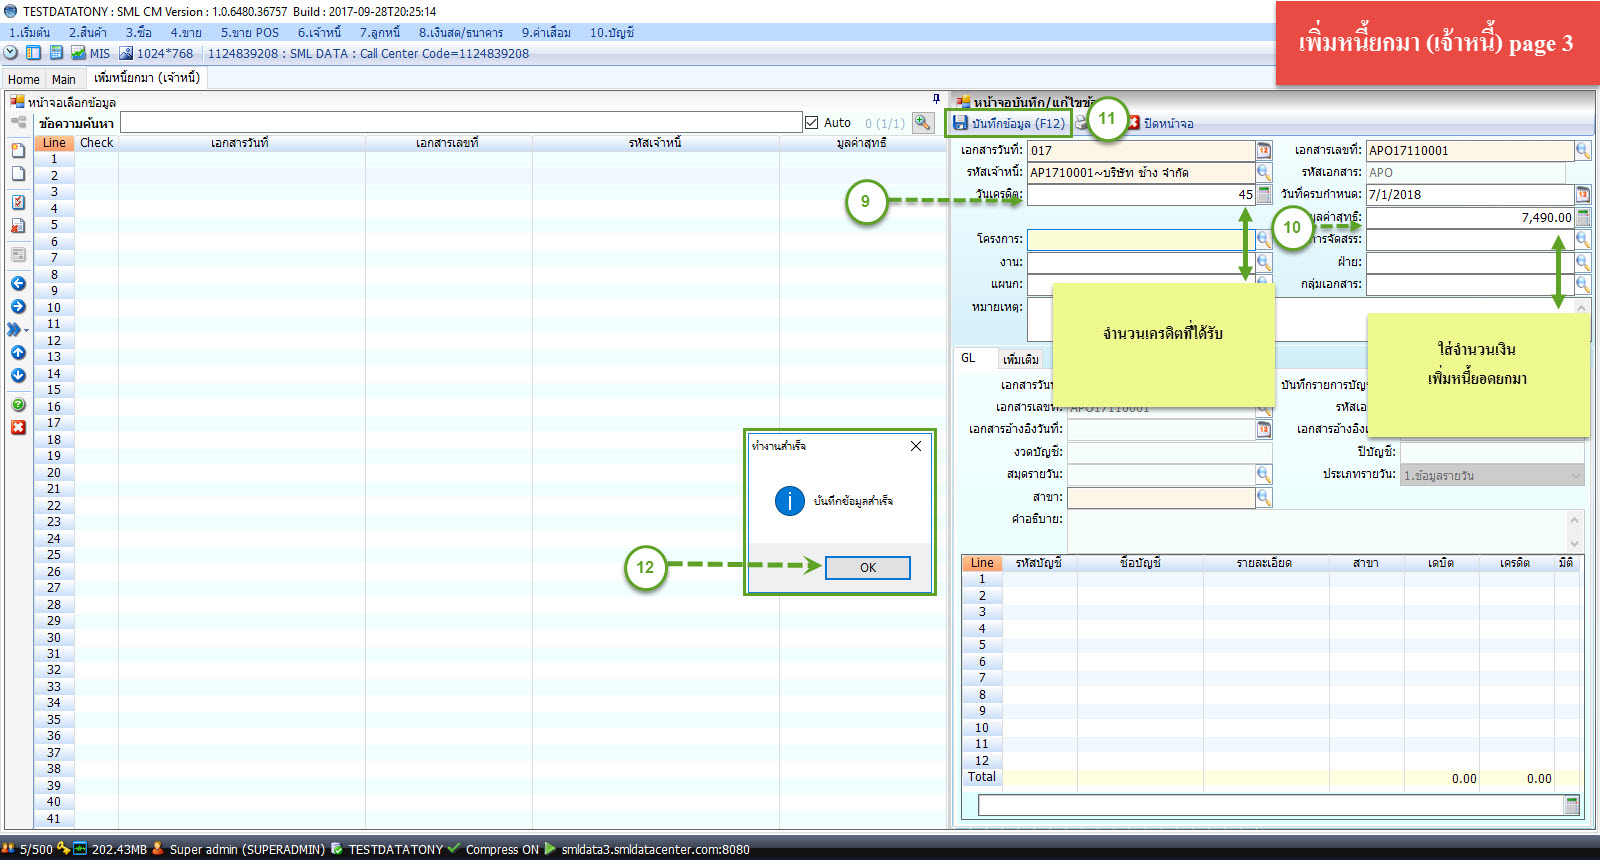 TESTDATATONY : SML CM Version : 1.0.6480.36757 Build : 2017-09-28T20:25:14
1.เริ่มต้น 2.สินค้า 3.ซื้อ 4.ขาย 5.ขาย POS 6.เจ้าหนี้ 7.ลูกหนี้ 8.เงินสด/ธนาคาร 9.ค่าเสื่อม 10.บัญชี
MIS 1024*768 1124839208 : SML DATA : Call Center Code=1124839208
เพิ่มหนี้ยกมา (เจ้าหนี้) page 3
Home Main เพิ่มหนี้ยกมา (เจ้าหนี้)
หน้าจอเลือกข้อมูล
ข้อความค้นหา Auto 0 (1/1)
Line Check เอกสารวันที่ เอกสารเลขที่ รหัสเจ้าหนี้ มูลค่าสุทธิ
1
2
3
4
5
6
7
8
9
10
11
12
13
14
15
16
17
18
19
20
21
22
23
24
25
26
27
28
29
30
31
32
33
34
35
36
37
38
39
40
41
หน้าจอบันทึก/แก้ไขข้อ
บันทึกข้อมูล (F12) 11 ปิดหน้าจอ
เอกสารวันที่: 017 เอกสารเลขที่: APO17110001
รหัสเจ้าหนี้: AP1710001~บริษัท ช้าง จำกัด รหัสเอกสาร: APO
9 วันเครดิต: 45 วันที่ครบกำหนด: 7/1/2018
10 มูลค่าสุทธิ: 7,490.00
โครงการ: การจัดสรร:
งาน: ฝ่าย:
แผนก: กลุ่มเอกสาร:
หมายเหตุ:
จำนวนเครดิตที่ได้รับ
ใส่จำนวนเงิน
เพิ่มหนี้ยอดยกมา
GL เพิ่มเติม
เอกสารวันที่ บันทึกรายการบัญ
เอกสารเลขที่: APO17110001 รหัสเอ
เอกสารอ้างอิงวันที่: เอกสารอ้างอิงเ
งวดบัญชี: ปีบัญชี:
สมุดรายวัน: ประเภทรายวัน: 1.ข้อมูลรายวัน
สาขา:
คำอธิบาย:
ทำงานสำเร็จ
บันทึกข้อมูลสำเร็จ
12 OK
Line รหัสบัญชี ชื่อบัญชี รายละเอียด สาขา เดบิต เครดิต มิติ
1
2
3
4
5
6
7
8
9
10
11
12
Total 0.00 0.00
5/500 202.43MB Super admin (SUPERADMIN) TESTDATATONY Compress ON smldata3.smldatacenter.com:8080